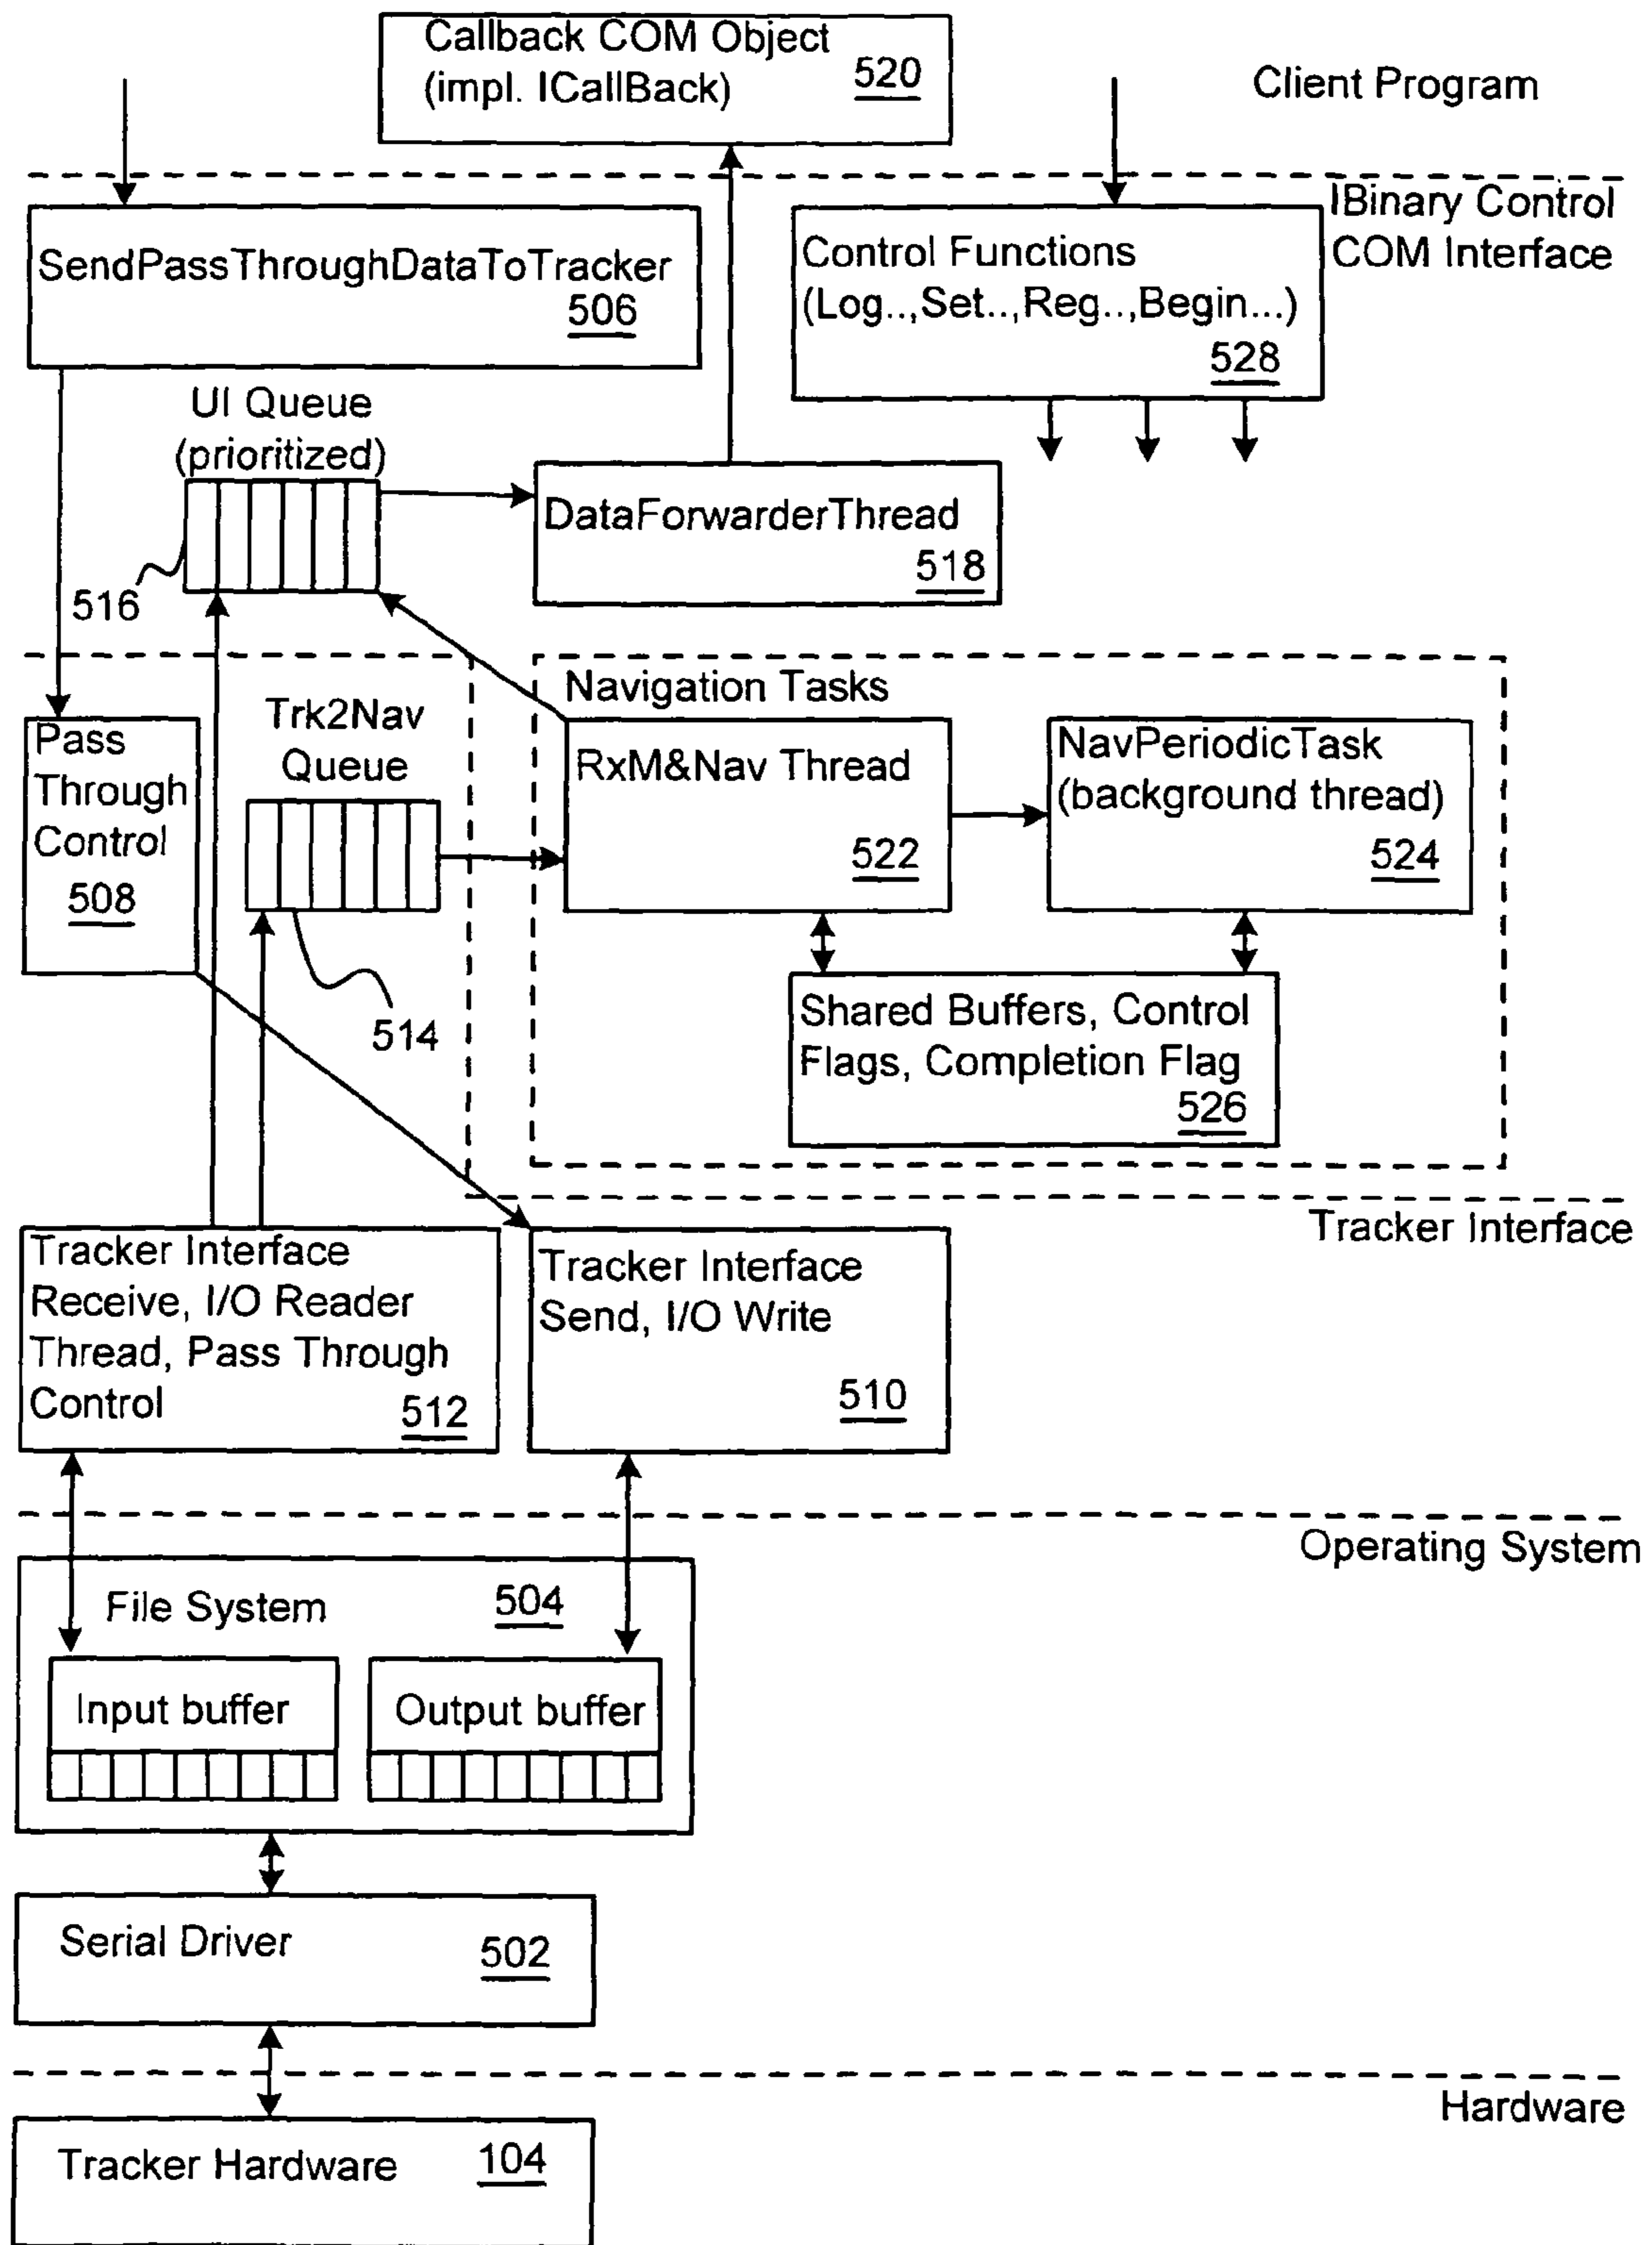 Callback COM Object
(impl. ICallBack)
520
Client Program
IBinary Control
COM Interface
SendPassThroughDataToTracker
506
Control Functions
(Log..,Set..,Reg..,Begin...)
528
UI Queue
(prioritized)
516
DataForwarderThread
518
Pass
Through
Control
508
Trk2Nav
Queue
514
Navigation Tasks
RxM&Nav Thread
522
NavPeriodicTask
(background thread)
524
Shared Buffers, Control
Flags, Completion Flag
526
Tracker Interface
Tracker Interface
Receive, I/O Reader
Thread, Pass Through
Control
512
Tracker Interface
Send, I/O Write
510
Operating System
File System
504
Input buffer
Output buffer
Serial Driver
502
Hardware
Tracker Hardware
104